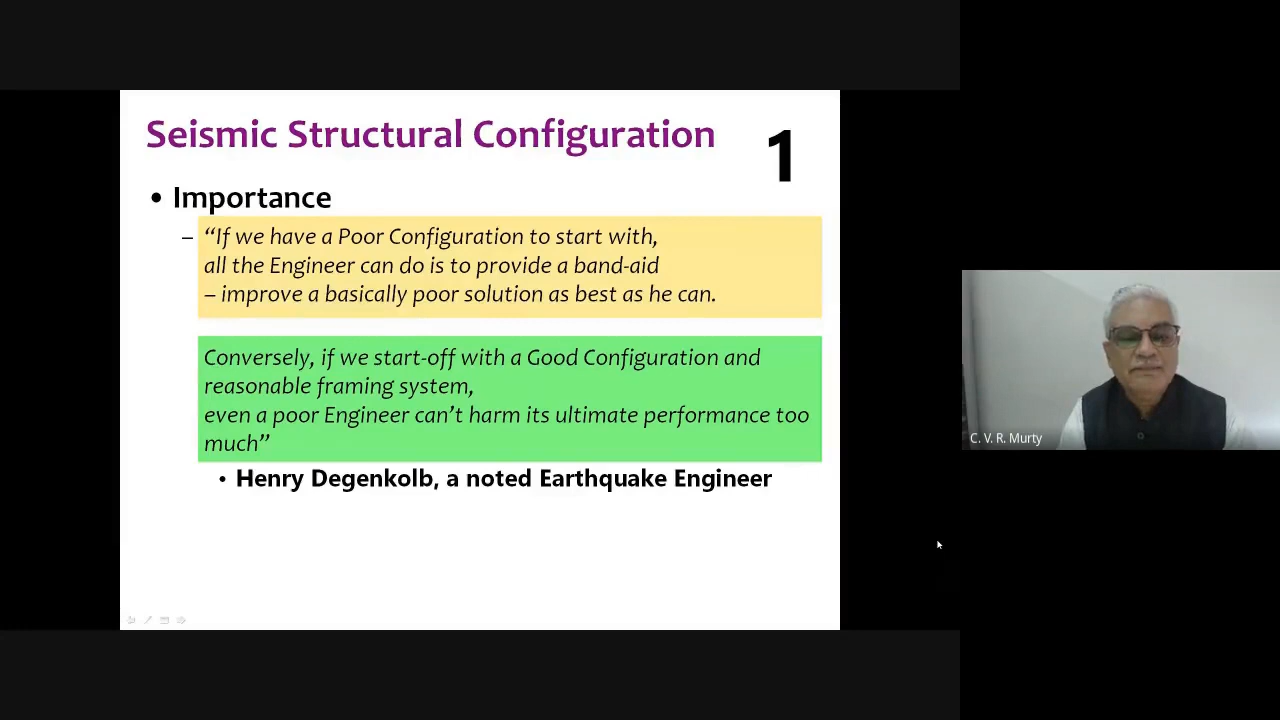 Seismic Structural Configuration
1
• Importance
– “If we have a Poor Configuration to start with,
all the Engineer can do is to provide a band-aid
– improve a basically poor solution as best as he can.
Conversely, if we start-off with a Good Configuration and
reasonable framing system,
even a poor Engineer can’t harm its ultimate performance too
much”
• Henry Degenkolb, a noted Earthquake Engineer
C. V. R. Murty